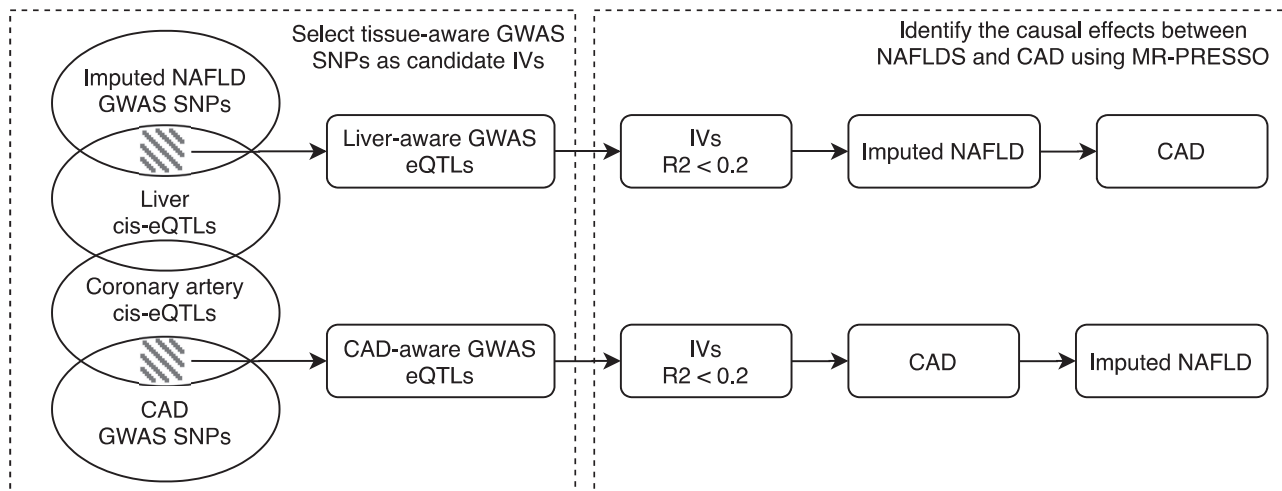 Select tissue-aware GWAS
SNPs as candidate IVs
Imputed NAFLD
GWAS SNPs
Liver
cis-eQTLs
Coronary artery
cis-eQTLs
CAD
GWAS SNPs
Liver-aware GWAS
eQTLs
CAD-aware GWAS
eQTLs
Identify the causal effects between
NAFLDS and CAD using MR-PRESSO
IVs
R2 < 0.2
Imputed NAFLD
CAD
IVs
R2 < 0.2
CAD
Imputed NAFLD